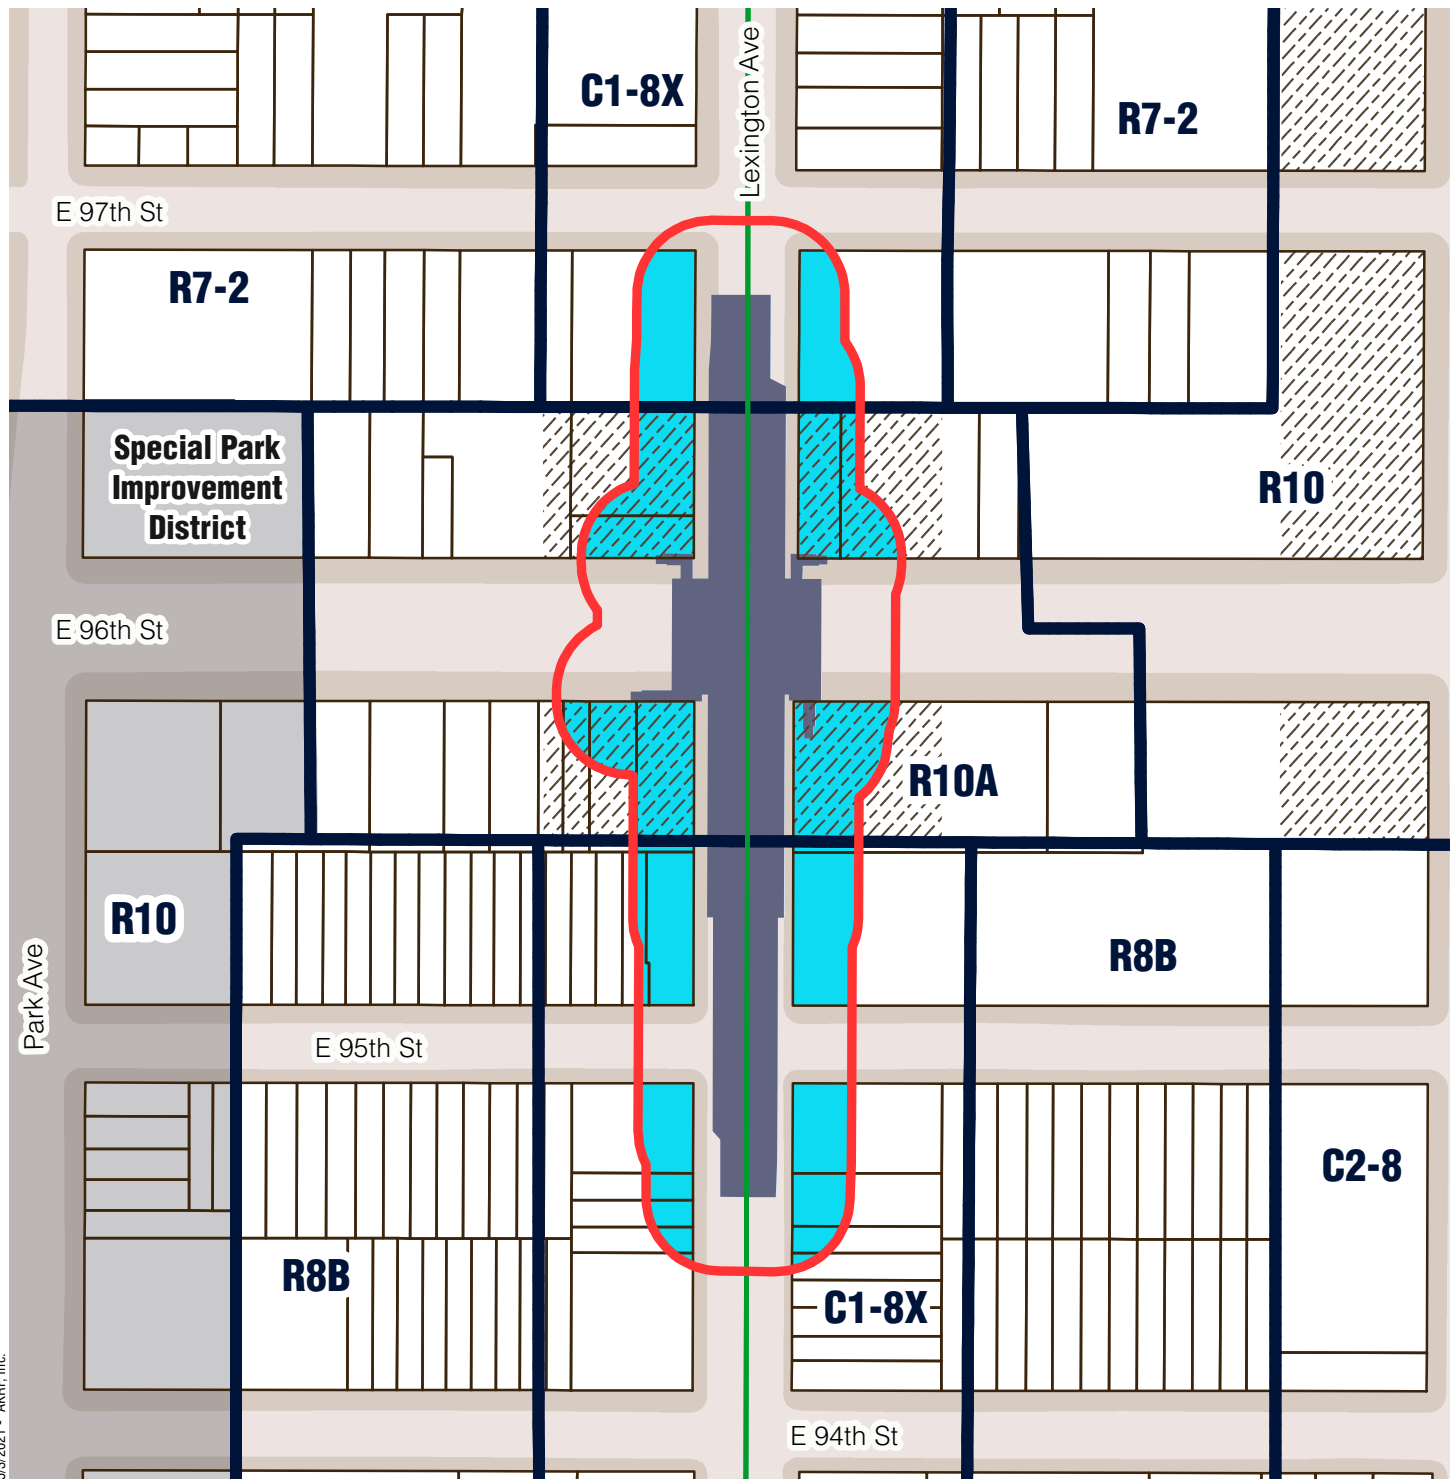 C1-8X
Lexington Ave
R7-2
E 97th St
R7-2
Special Park
Improvement
District
R10
E 96th St
R10A
R10
R8B
Park Ave
E 95th St
C2-8
R8B
C1-8X
E 94th St